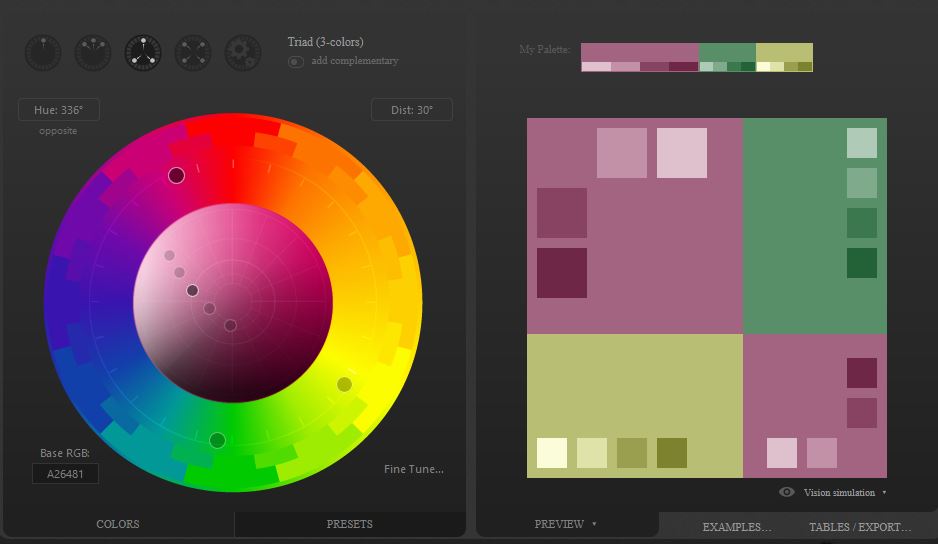 Triad (3-colors)
add complementary
Hue: 336°
opposite
Dist: 30°
Base RGB:
A26481
Fine Tune...
COLORS
PRESETS
My Palette:
Vision simulation
PREVIEW
EXAMPLES...
TABLES / EXPORT...